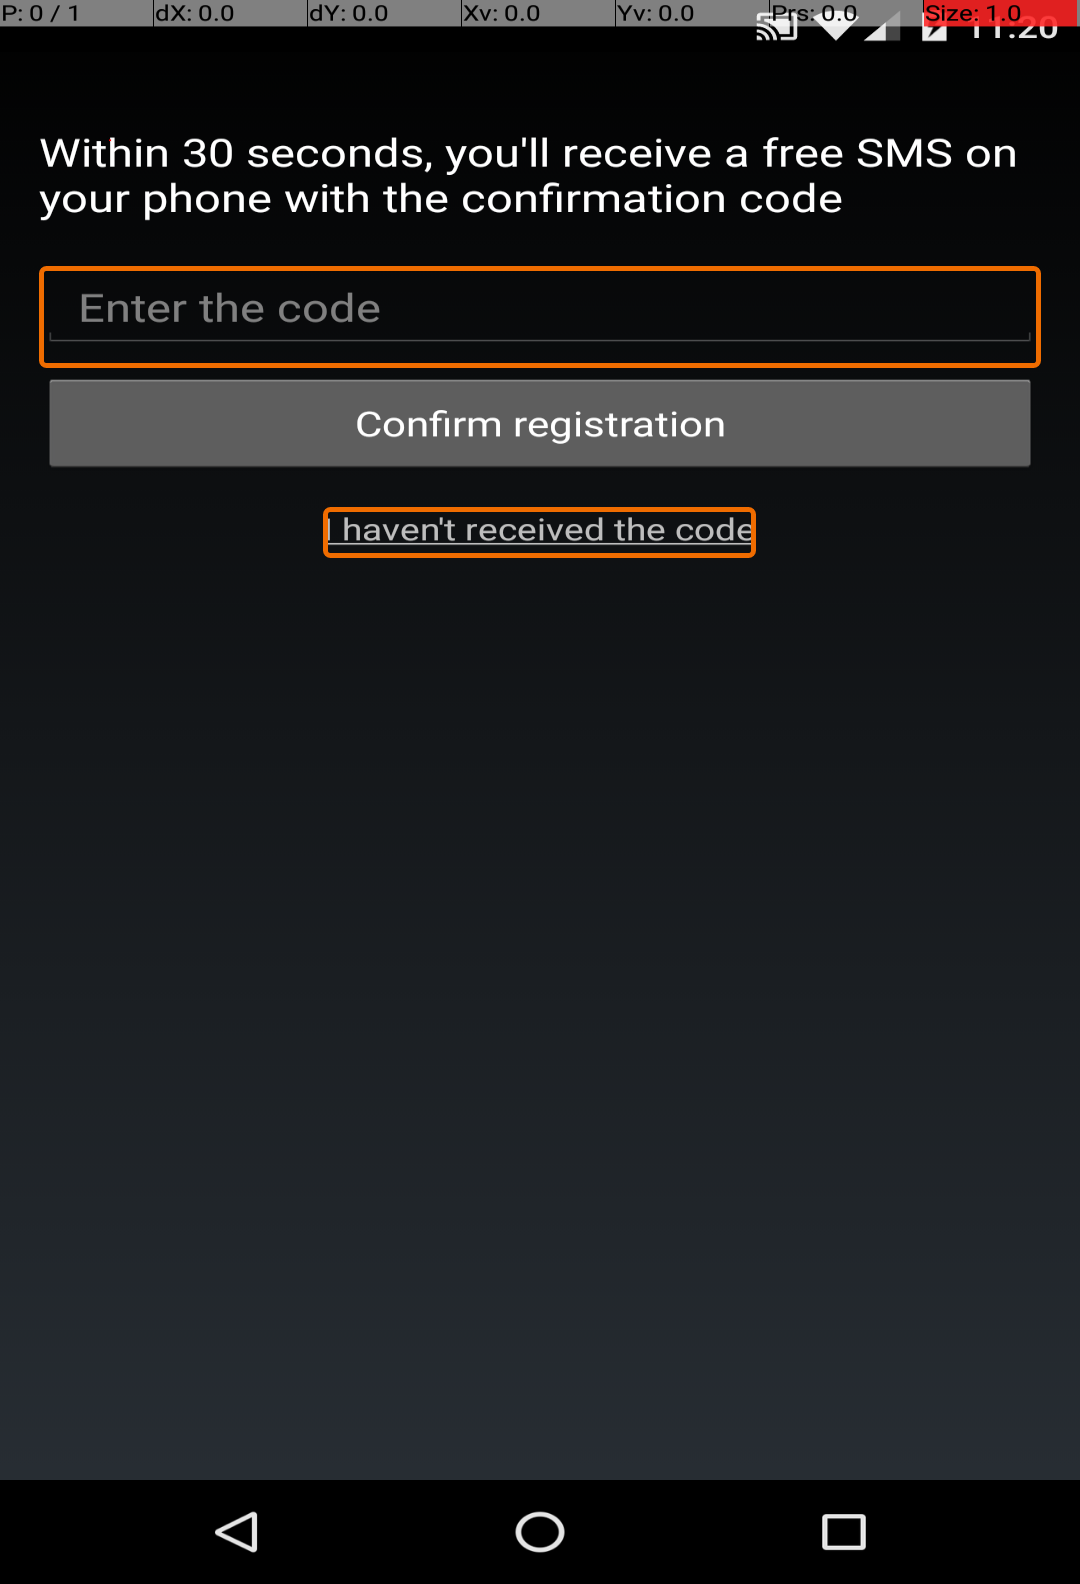 P: 0 / 1 dX: 0.0 dY: 0.0 Xv: 0.0 Yv: 0.0 Prs: 0.0 Size: 1.0
11:20
Within 30 seconds, you'll receive a free SMS on
your phone with the confirmation code
Enter the code
Confirm registration
I haven't received the code